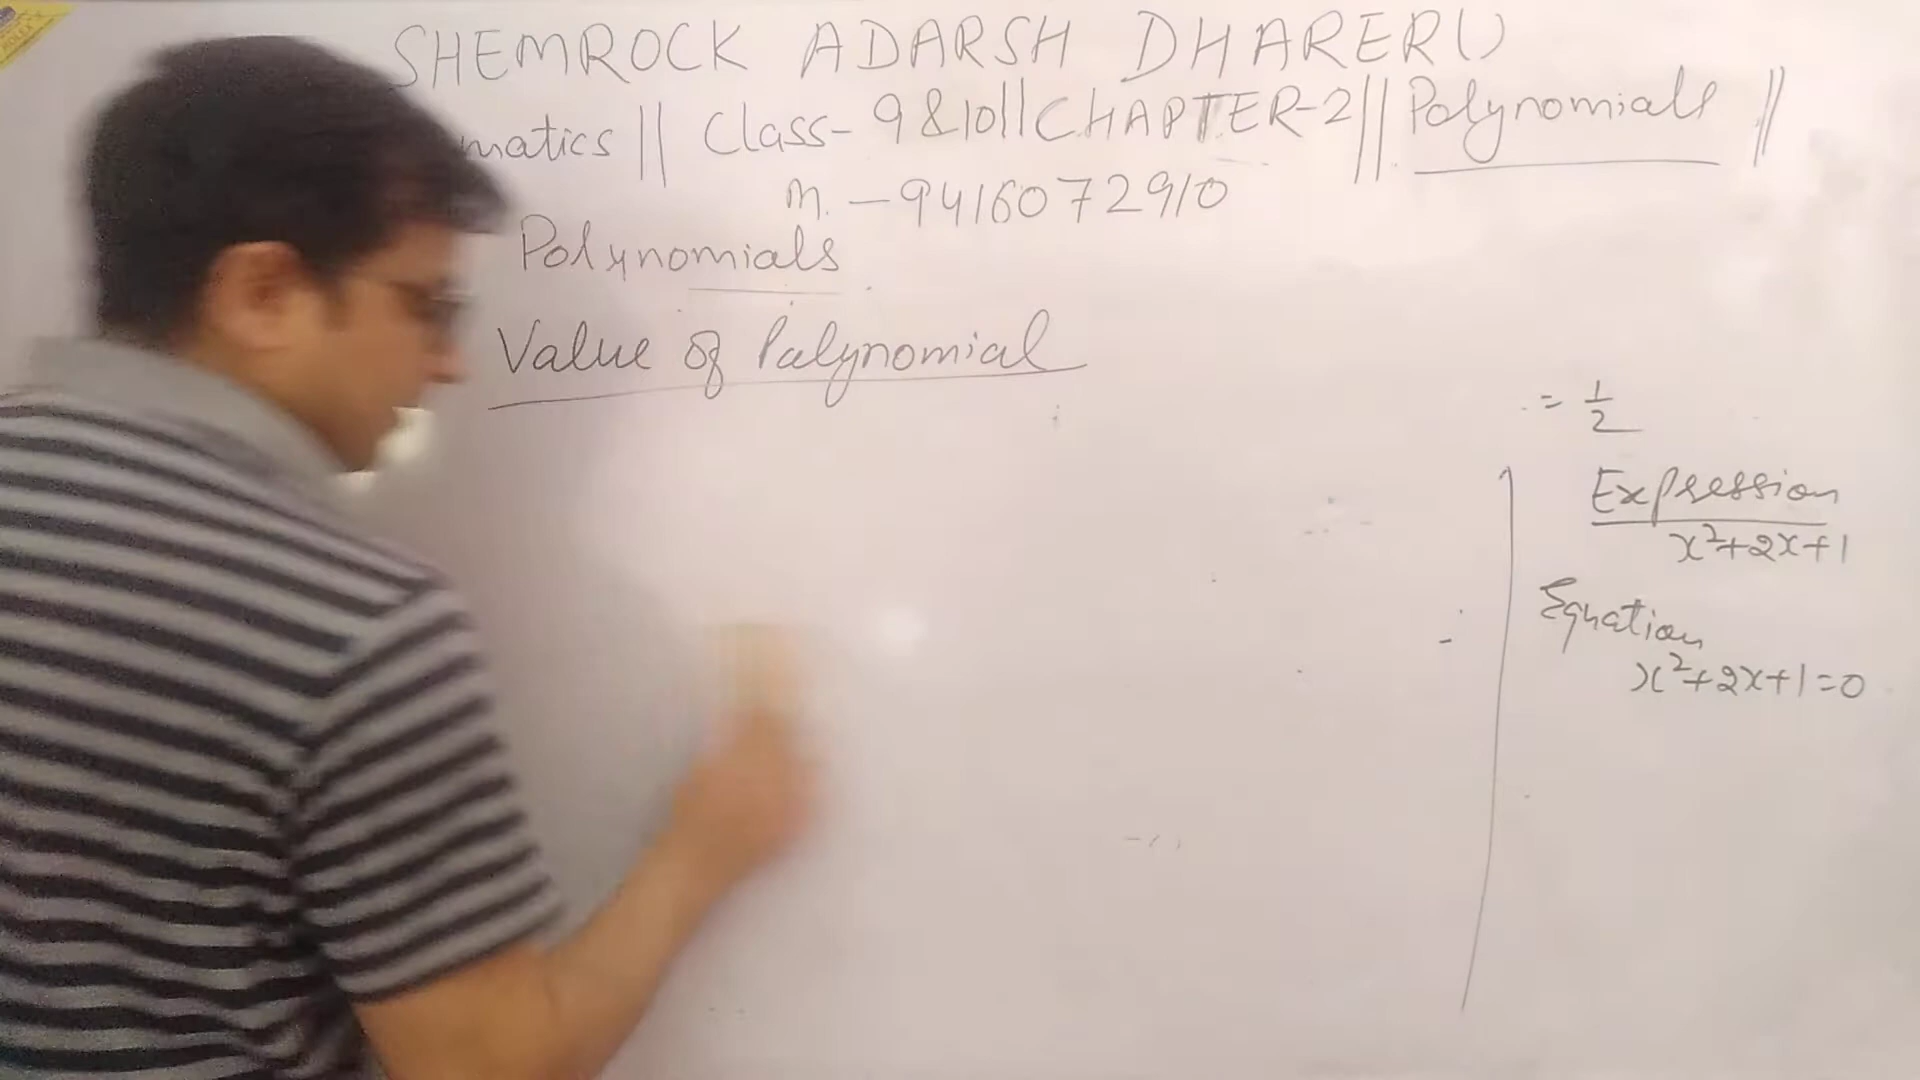 SHEMROCK ADARSH DHARERU
matics || Class- 9&10||CHAPTER-2|| Polynomials ||
m. -9416072910
Polynomials
Value of Polynomial
= 1/2
Expression
x²+2x+1
Equation
x²+2x+1=0